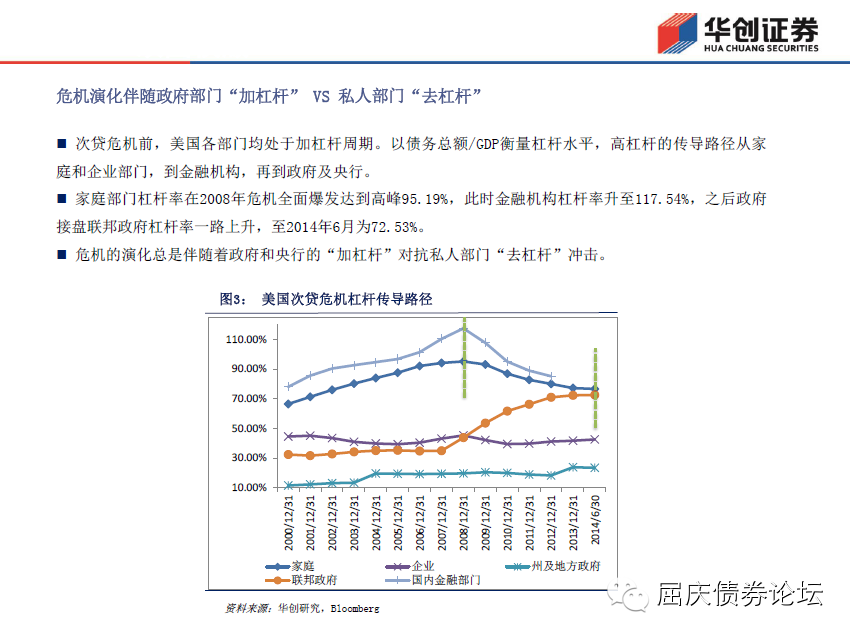 华创证券
HUA CHUANG SECURITIES
危机演化伴随政府部门“加杠杆” VS 私人部门“去杠杆”
■ 次贷危机前，美国各部门均处于加杠杆周期。以债务总额/GDP衡量杠杆水平，高杠杆的传导路径从家
庭和企业部门，到金融机构，再到政府及央行。
■ 家庭部门杠杆率在2008年危机全面爆发达到高峰95.19%，此时金融机构杠杆率升至117.54%，之后政府
接盘联邦政府杠杆率一路上升，至2014年6月为72.53%。
■ 危机的演化总是伴随着政府和央行的“加杠杆”对抗私人部门“去杠杆”冲击。
图3： 美国次贷危机杠杆传导路径
110.00%
90.00%
70.00%
50.00%
30.00%
10.00%
2000/12/31
2001/12/31
2002/12/31
2003/12/31
2004/12/31
2005/12/31
2006/12/31
2007/12/31
2008/12/31
2009/12/31
2010/12/31
2011/12/31
2012/12/31
2013/12/31
2014/6/30
家庭 企业 州及地方政府
联邦政府 国内金融部门
资料来源：华创研究，Bloomberg
屈庆债券论坛